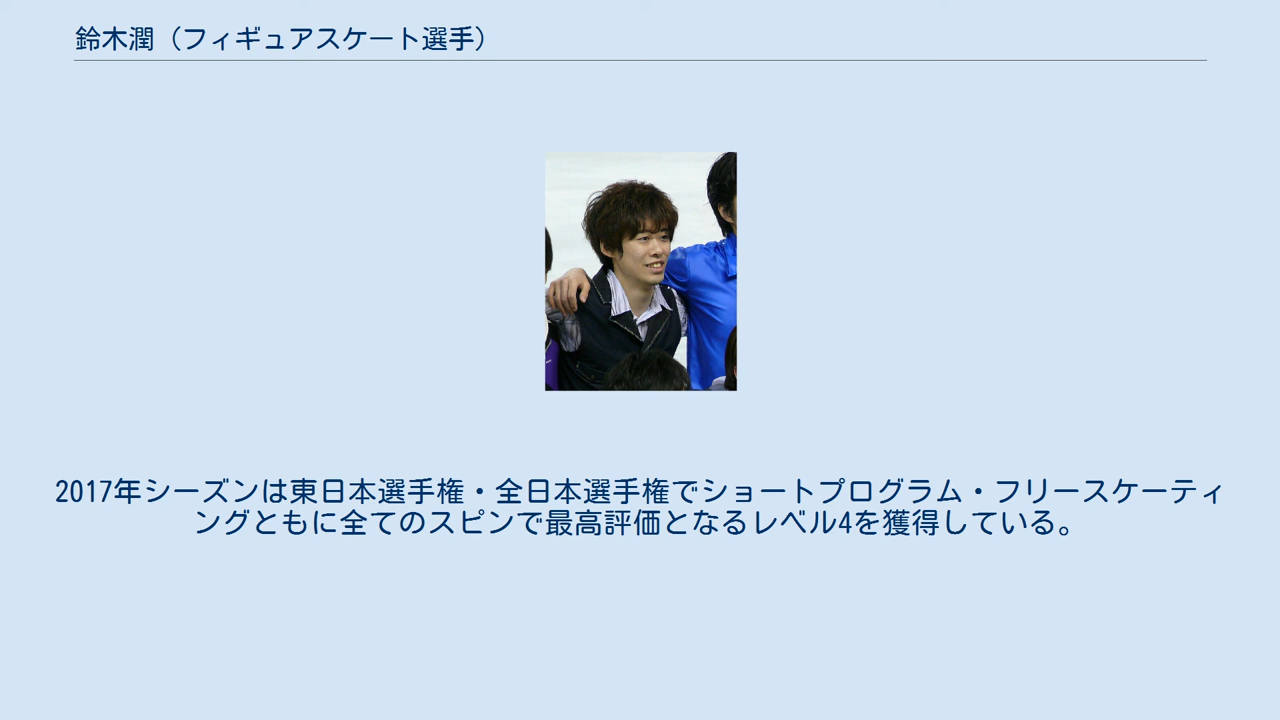 鈴木潤（フィギュアスケート選手）
2017年シーズンは東日本選手権・全日本選手権でショートプログラム・フリースケーティ
ングともに全てのスピンで最高評価となるレベル4を獲得している。